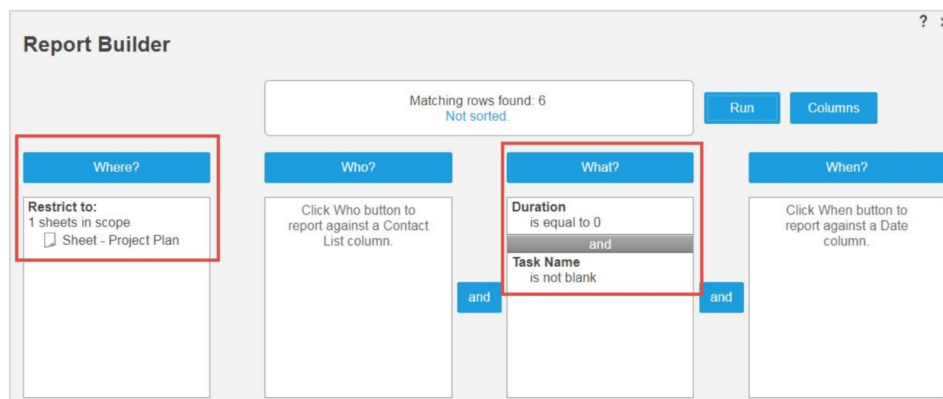 ?
Report Builder
Matching rows found: 6
Not sorted.
Run
Columns
Where?
Who?
What?
When?
Restrict to:
1 sheets in scope
Sheet - Project Plan
Click Who button to
report against a Contact
List column.
and
Duration
is equal to 0
and
Task Name
is not blank
and
Click When button to
report against a Date
column.